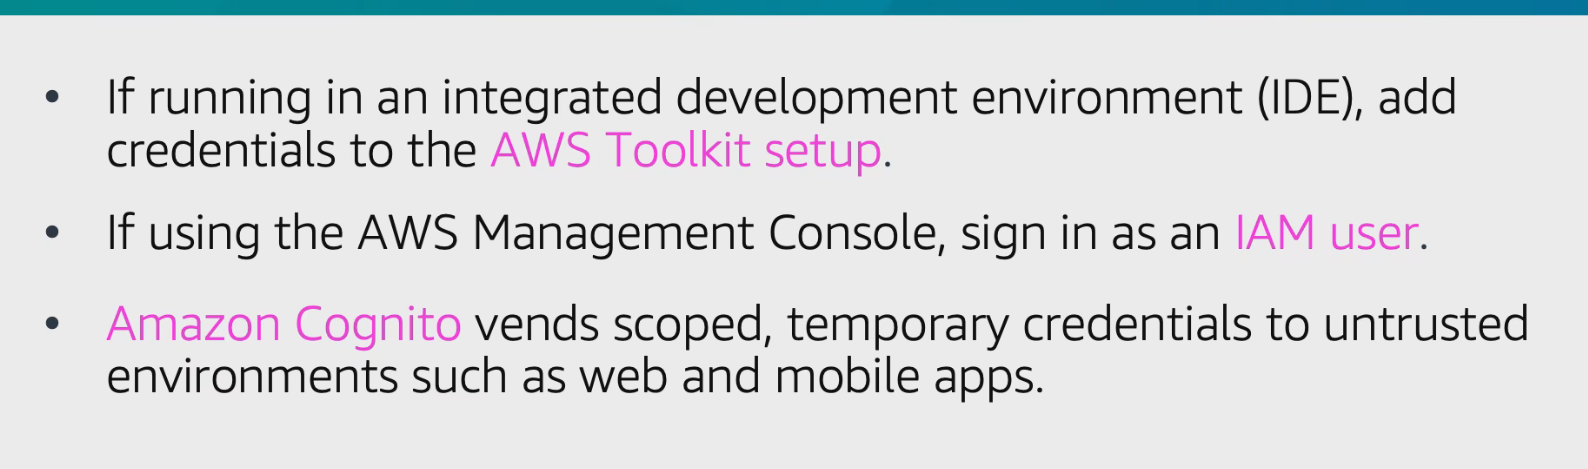 • If running in an integrated development environment (IDE), add
credentials to the AWS Toolkit setup.
• If using the AWS Management Console, sign in as an IAM user.
• Amazon Cognito vends scoped, temporary credentials to untrusted
environments such as web and mobile apps.